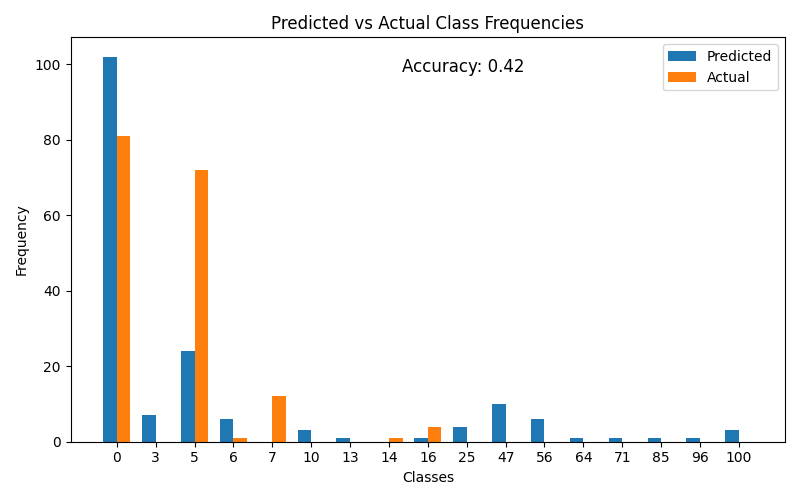 Predicted vs Actual Class Frequencies
Accuracy: 0.42
Predicted
Actual
Frequency
100
80
60
40
20
0
0 3 5 6 7 10 13 14 16 25 47 56 64 71 85 96 100
Classes